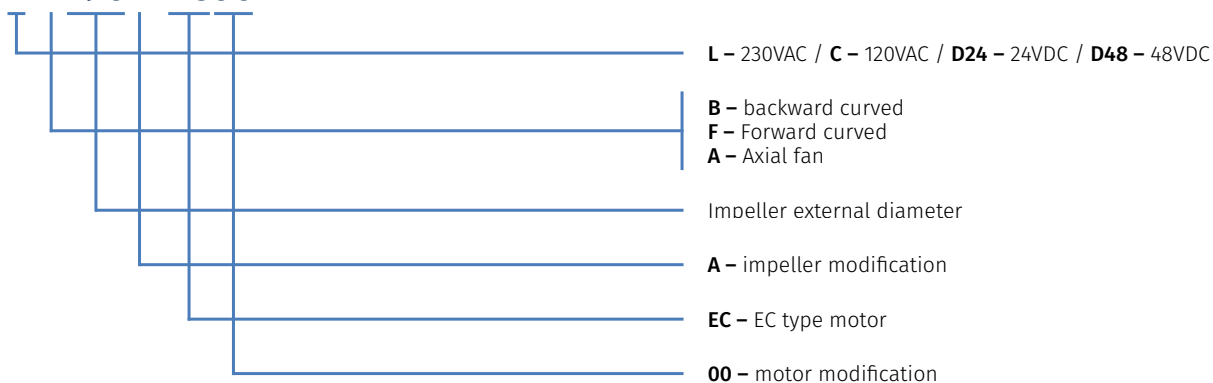 L – 230VAC / C – 120VAC / D24 – 24VDC / D48 – 48VDC
B – backward curved
F – Forward curved
A – Axial fan
Impeller external diameter
A – impeller modification
EC – EC type motor
00 – motor modification